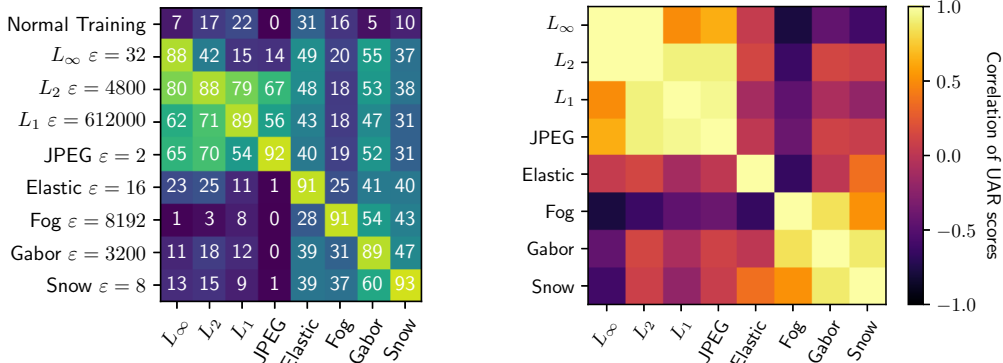 Normal Training 7 17 22 0 31 16 5 10
L∞ ε = 32 88 42 15 14 49 20 55 37
L2 ε = 4800 80 88 79 67 48 18 53 38
L1 ε = 612000 62 71 89 56 43 18 47 31
JPEG ε = 2 65 70 54 92 40 19 52 31
Elastic ε = 16 23 25 11 1 91 25 41 40
Fog ε = 8192 1 3 8 0 28 91 54 43
Gabor ε = 3200 11 18 12 0 39 31 89 47
Snow ε = 8 13 15 9 1 39 37 60 93
L∞ L2 L1 JPEG Elastic Fog Gabor Snow
L∞
L2
L1
JPEG
Elastic
Fog
Gabor
Snow
L∞ L2 L1 JPEG Elastic Fog Gabor Snow
1.0
0.5
0.0
−0.5
−1.0
Correlation of UAR scores